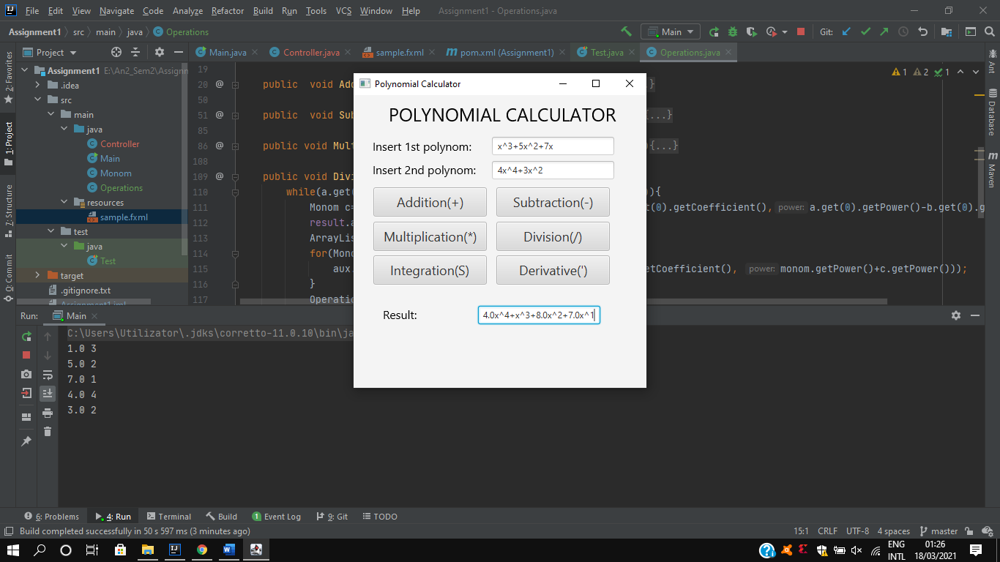 File Edit View Navigate Code Analyze Refactor Build Run Tools VCS Window Help Assignment1 - Operations.java
Assignment1 src main java Operations Main Git:
Project Main.java Controller.java sample.fxml pom.xml (Assignment1) Test.java Operations.java
2: Favorites
1: Project
7: Structure
0: Commit
Assignment1 E:\An2_Sem2\Assignm
.idea
src
main
java
Controller
Main
Monom
Operations
resources
sample.fxml
test
java
Test
target
.gitignore.txt
Assignment1.iml
19
20 @ public void Add }
50
51 @ public void Sub {...}
85
86 @ public void Mult ){...}
108
109 @ public void Divi
110 while(a.get( )){
111 Monom c= t(0).getCoefficient(), power: a.get(0).getPower()-b.get(0).g
112 result.a
113 ArrayLis
114 for(Mono
115 aux. etCoefficient(), power: monom.getPower()+c.getPower()));
116 }
117 Operatio
1 2 1
Ant
Database
Maven
Polynomial Calculator
POLYNOMIAL CALCULATOR
Insert 1st polynom: x^3+5x^2+7x
Insert 2nd polynom: 4x^4+3x^2
Addition(+) Subtraction(-)
Multiplication(*) Division(/)
Integration(S) Derivative(')
Result: 4.0x^4+x^3+8.0x^2+7.0x^1
Run: Main
C:\Users\Utilizator\.jdks\corretto-11.0.10\bin\ja
1.0 3
5.0 2
7.0 1
4.0 4
3.0 2
6: Problems 4: Run Terminal Build 1 Event Log 9: Git TODO
Build completed successfully in 50 s 597 ms (3 minutes ago) 15:1 CRLF UTF-8 4 spaces master
ENG 01:26
INTL 18/03/2021